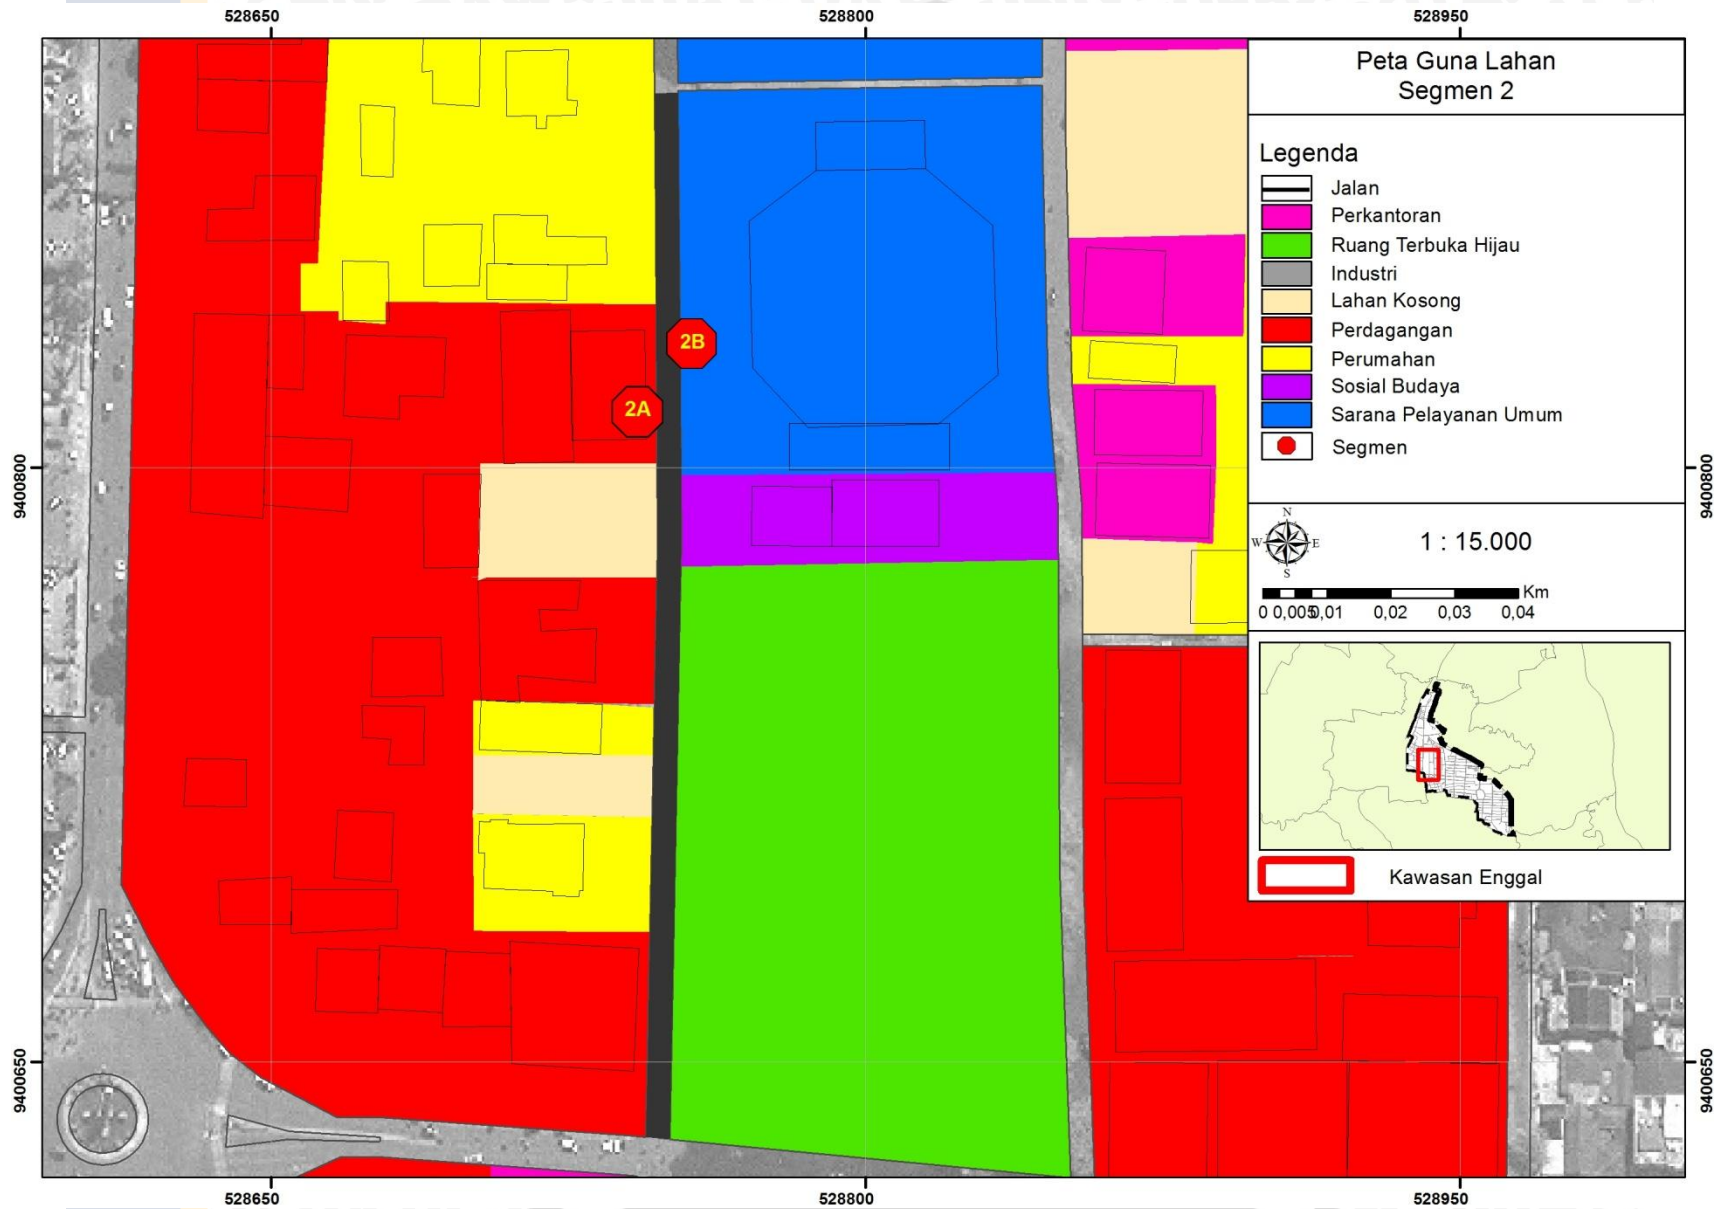 528650 528800 528950
Peta Guna Lahan
Segmen 2
Legenda
Jalan
Perkantoran
Ruang Terbuka Hijau
Industri
Lahan Kosong
Perdagangan
Perumahan
Sosial Budaya
Sarana Pelayanan Umum
Segmen
2B
2A
9400800 9400800
N
W E
S
1 : 15.000
Km
0 0,005 0,01 0,02 0,03 0,04
Kawasan Enggal
9400650 9400650
528650 528800 528950